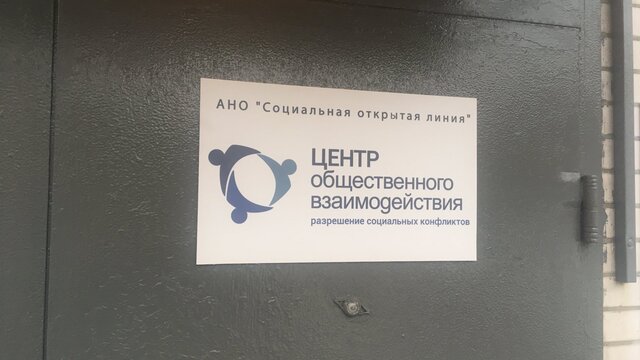 АНО "Социальная открытая линия"
ЦЕНТР
общественного
взаимодействия
разрешение социальных конфликтов